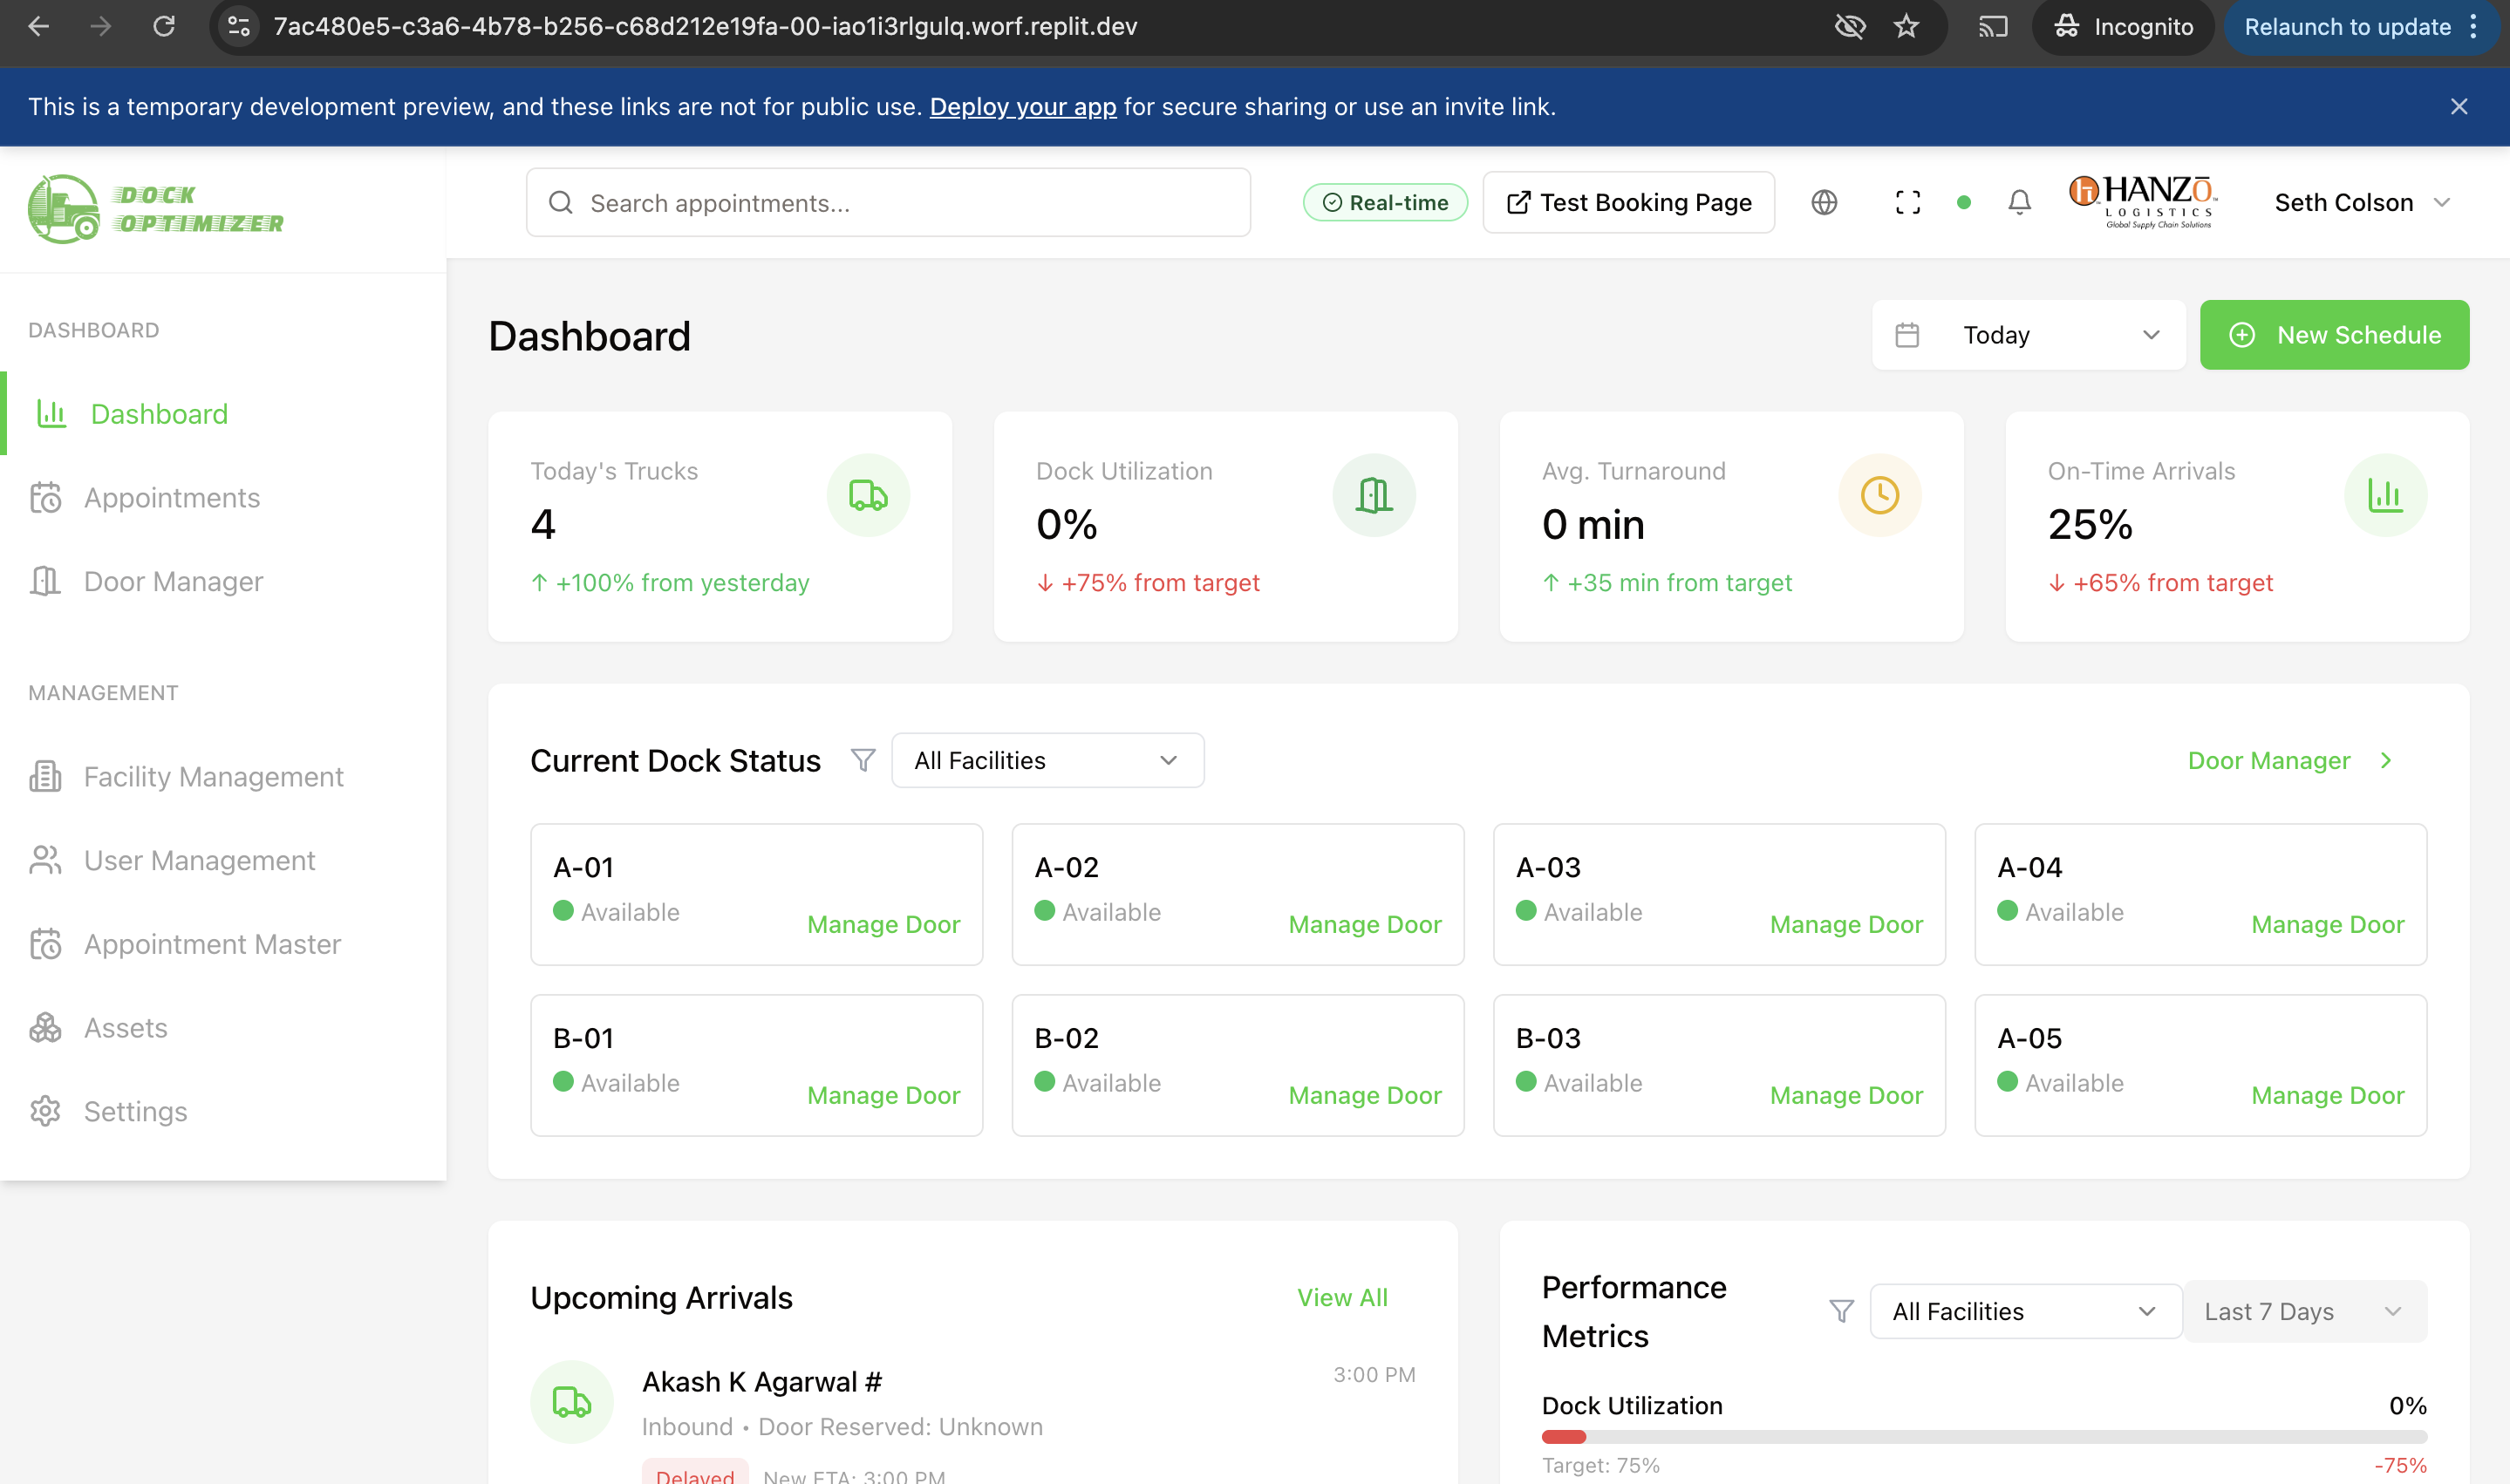 7ac480e5-c3a6-4b78-b256-c68d212e19fa-00-iao1i3rlgulq.worf.replit.dev
Incognito
Relaunch to update
This is a temporary development preview, and these links are not for public use. Deploy your app for secure sharing or use an invite link.
DOCK
OPTIMIZER
Search appointments...
Real-time
Test Booking Page
HANZŌ
LOGISTICS
Global Supply Chain Solutions
Seth Colson
DASHBOARD
Dashboard
Appointments
Door Manager
MANAGEMENT
Facility Management
User Management
Appointment Master
Assets
Settings
Dashboard
Today
New Schedule
Today's Trucks
4
↑ +100% from yesterday
Dock Utilization
0%
↓ +75% from target
Avg. Turnaround
0 min
↑ +35 min from target
On-Time Arrivals
25%
↓ +65% from target
Current Dock Status
All Facilities
Door Manager
A-01
Available
Manage Door
A-02
Available
Manage Door
A-03
Available
Manage Door
A-04
Available
Manage Door
B-01
Available
Manage Door
B-02
Available
Manage Door
B-03
Available
Manage Door
A-05
Available
Manage Door
Upcoming Arrivals
View All
Akash K Agarwal #
3:00 PM
Inbound • Door Reserved: Unknown
Delayed
New ETA: 3:00 PM
Performance
Metrics
All Facilities
Last 7 Days
Dock Utilization
0%
Target: 75%
-75%